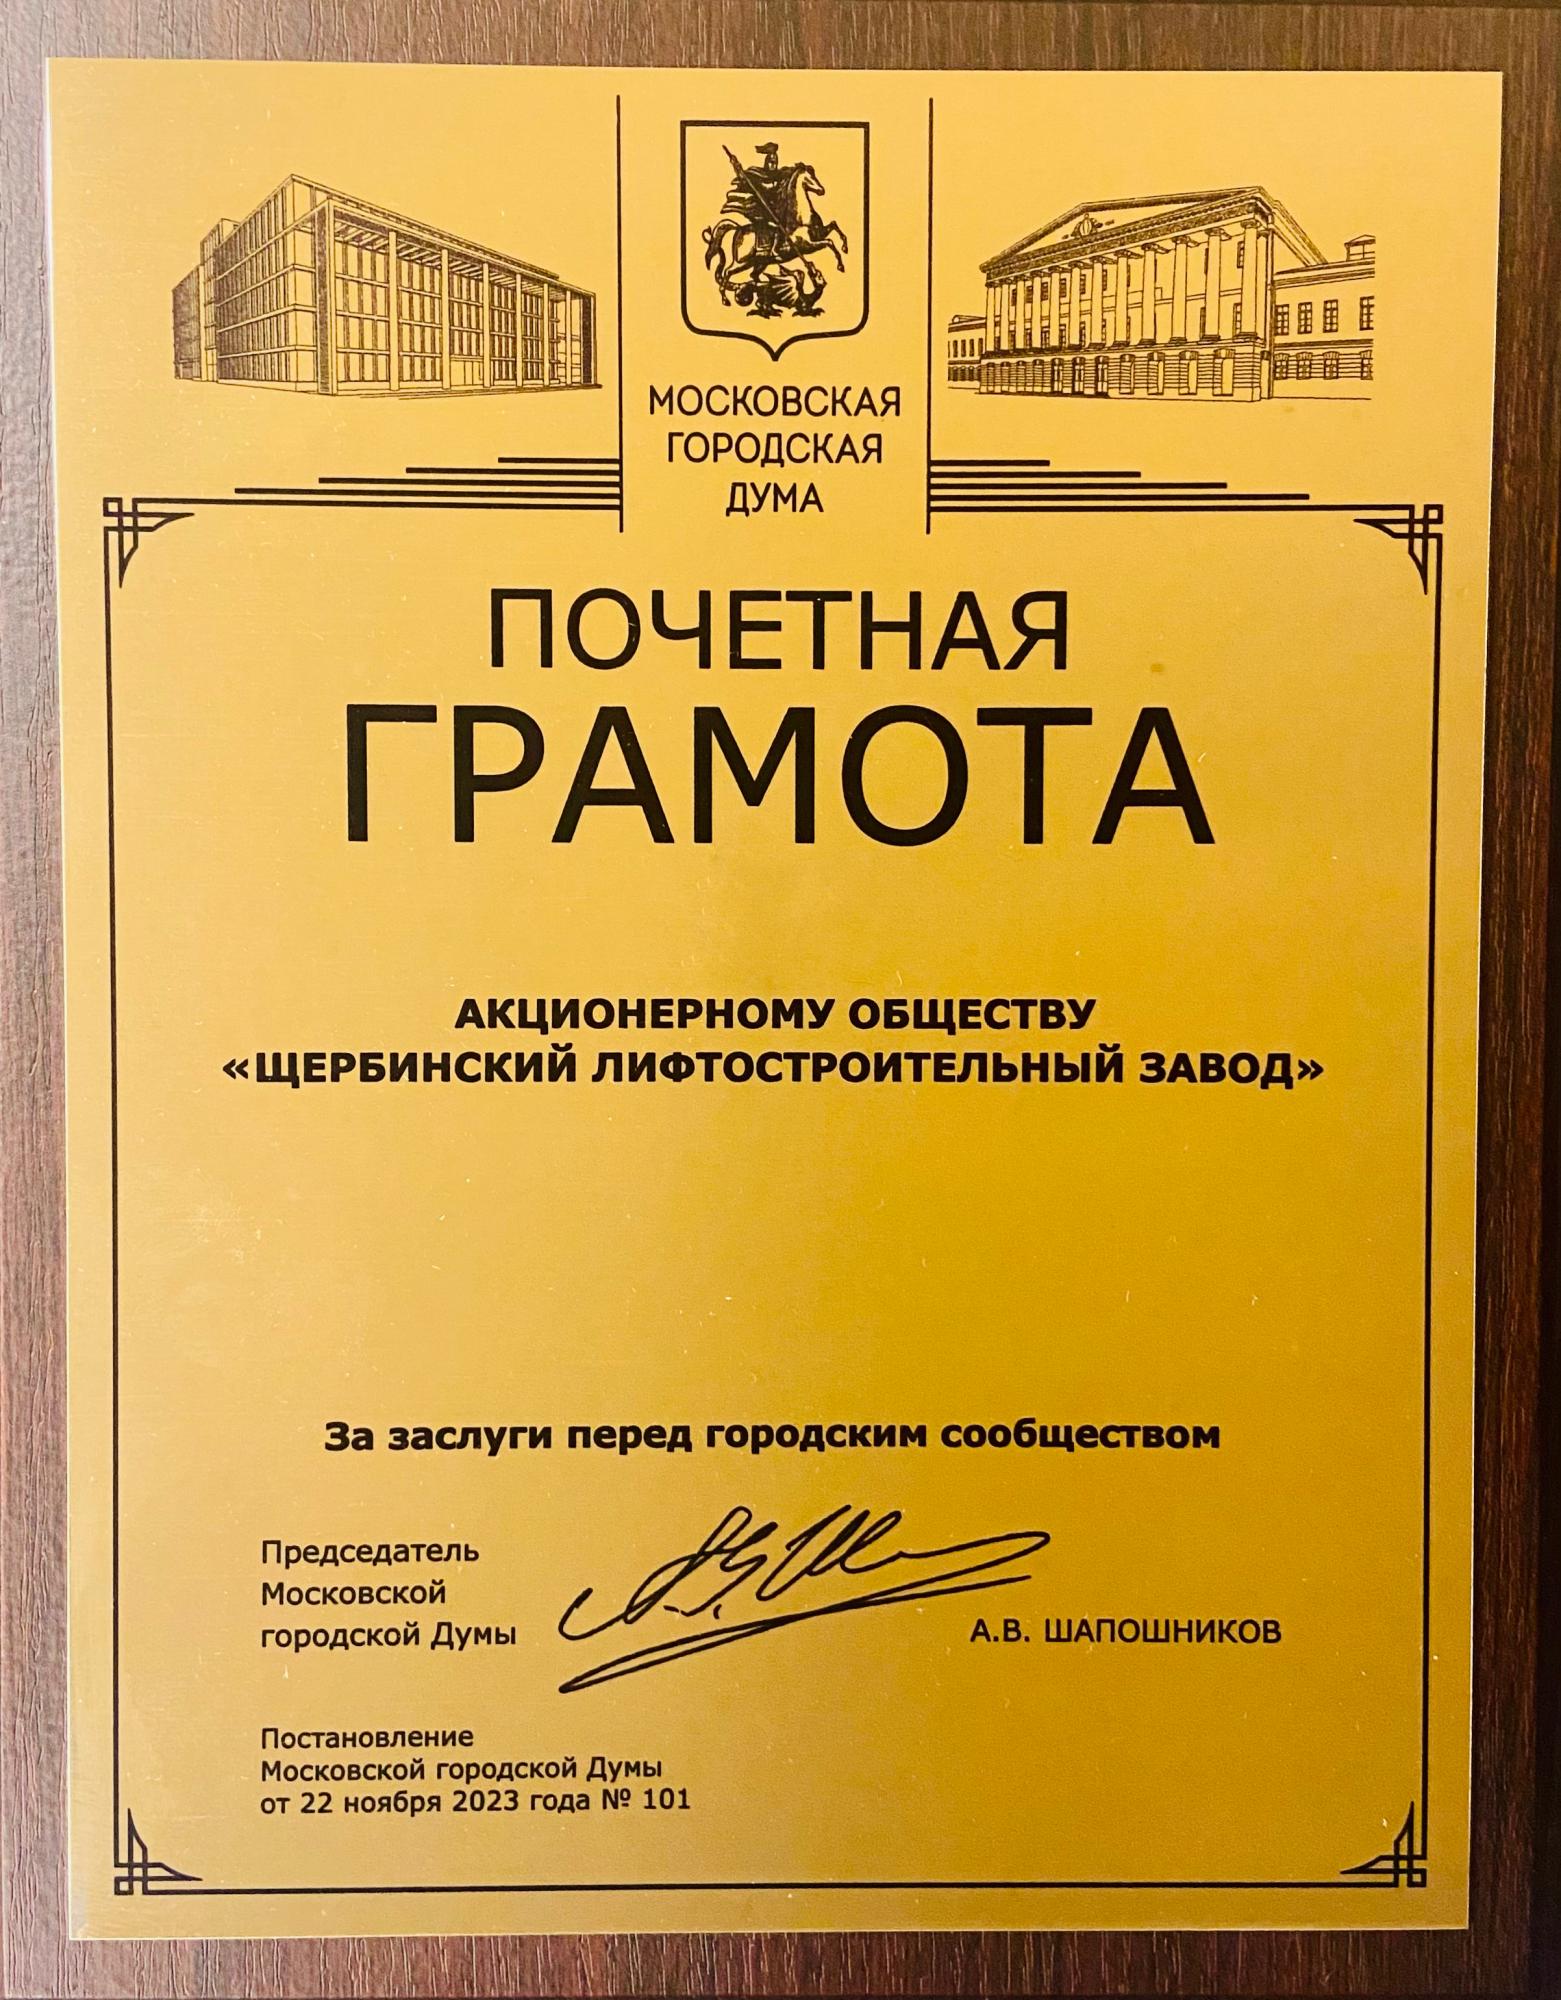 МОСКОВСКАЯ
ГОРОДСКАЯ
ДУМА
ПОЧЕТНАЯ
ГРАМОТА
АКЦИОНЕРНОМУ ОБЩЕСТВУ
«ЩЕРБИНСКИЙ ЛИФТОСТРОИТЕЛЬНЫЙ ЗАВОД»
За заслуги перед городским сообществом
Председатель
Московской
городской Думы
А.В. ШАПОШНИКОВ
Постановление
Московской городской Думы
от 22 ноября 2023 года № 101